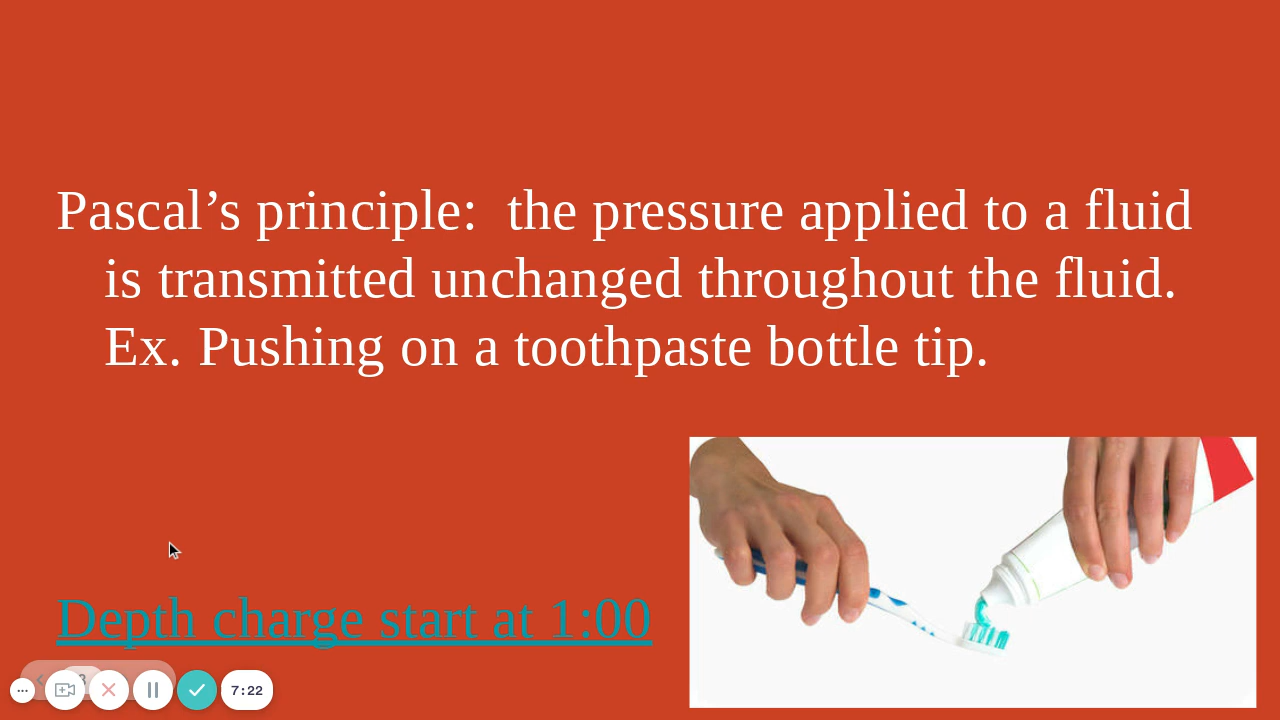 Pascal’s principle:  the pressure applied to a fluid
is transmitted unchanged throughout the fluid.
Ex. Pushing on a toothpaste bottle tip.
Depth charge start at 1:00
7:22